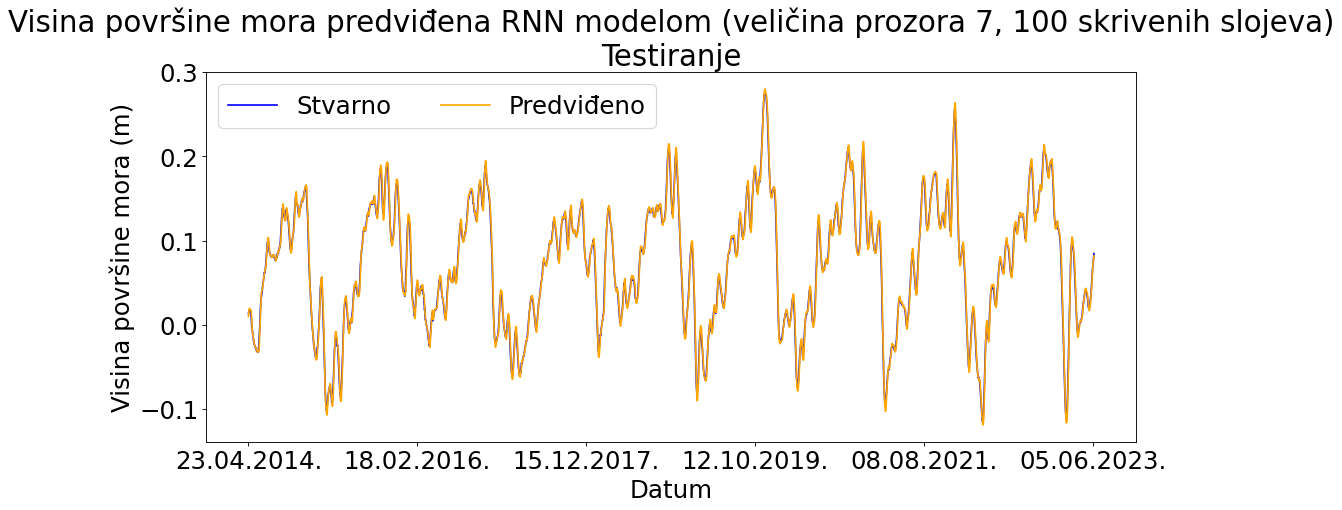 Visina površine mora predviđena RNN modelom (veličina prozora 7, 100 skrivenih slojeva)
Testiranje
Stvarno
Predviđeno
Visina površine mora (m)
0.3
0.2
0.1
0.0
−0.1
23.04.2014.
18.02.2016.
15.12.2017.
12.10.2019.
08.08.2021.
05.06.2023.
Datum